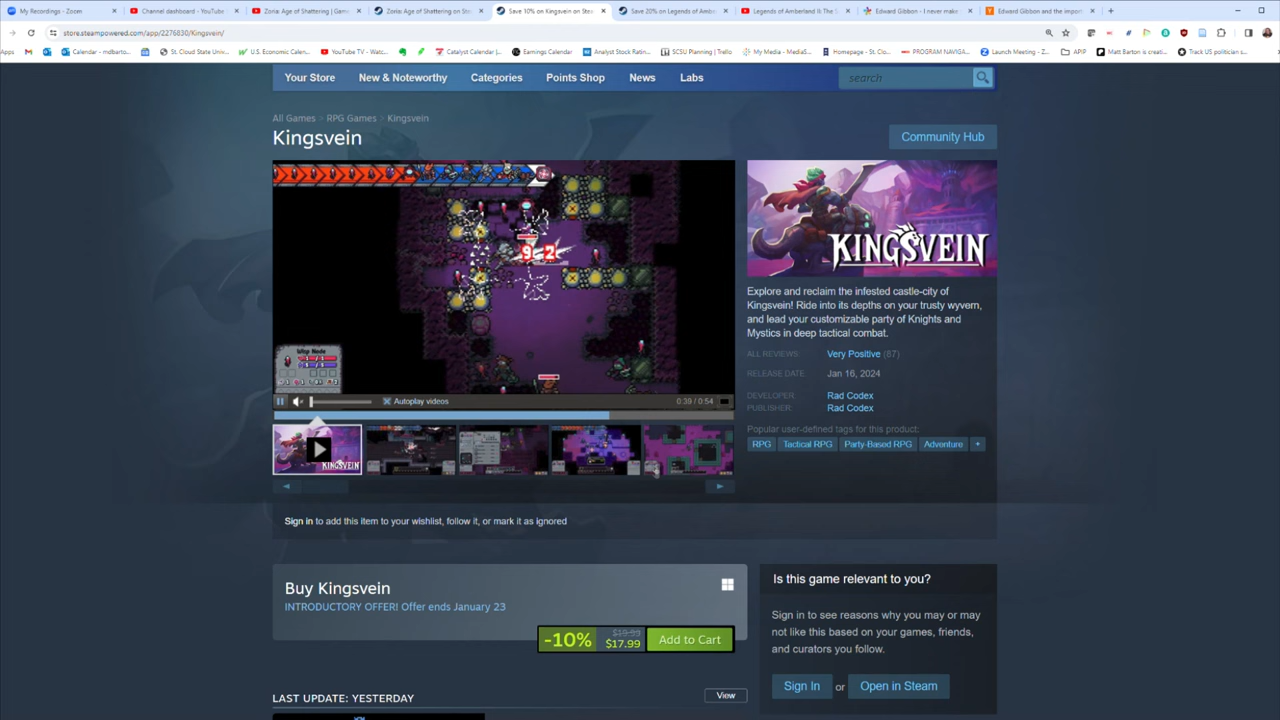 My Recordings - Zoom
Channel dashboard - YouTube
Zoria: Age of Shattering | Gam
Zoria: Age of Shattering on Ste
Save 10% on Kingsvein on Stea
Save 20% on Legends of Ambe
Legends of Amberland II: The S
Edward Gibbon - I never make
Edward Gibbon and the impor
store.steampowered.com/app/2276830/Kingsvein/
Apps
Calendar - mdbarto...
St. Cloud State Univ...
U.S. Economic Calen...
YouTube TV - Watc...
Catalyst Calendar |...
Earnings Calendar
Analyst Stock Ratin...
SCSU Planning | Trello
My Media - MediaS...
Homepage - St. Clo...
PROGRAM NAVIGA...
Launch Meeting - Z...
APIP
Matt Barton is creati...
Track US politician s...
Your Store
New & Noteworthy
Categories
Points Shop
News
Labs
search
All Games > RPG Games > Kingsvein
Kingsvein
Community Hub
9 2
Wisp Node
Autoplay videos
0:39 / 0:54
KINGSVEIN
KINGSVEIN
Explore and reclaim the infested castle-city of
Kingsvein! Ride into its depths on your trusty wyvern,
and lead your customizable party of Knights and
Mystics in deep tactical combat.
ALL REVIEWS: Very Positive (87)
RELEASE DATE: Jan 16, 2024
DEVELOPER: Rad Codex
PUBLISHER: Rad Codex
Popular user-defined tags for this product:
RPG Tactical RPG Party-Based RPG Adventure +
Sign in to add this item to your wishlist, follow it, or mark it as ignored
Buy Kingsvein
INTRODUCTORY OFFER! Offer ends January 23
-10%
$19.99
$17.99
Add to Cart
Is this game relevant to you?
Sign in to see reasons why you may or may
not like this based on your games, friends,
and curators you follow.
Sign In or Open in Steam
LAST UPDATE: YESTERDAY
View